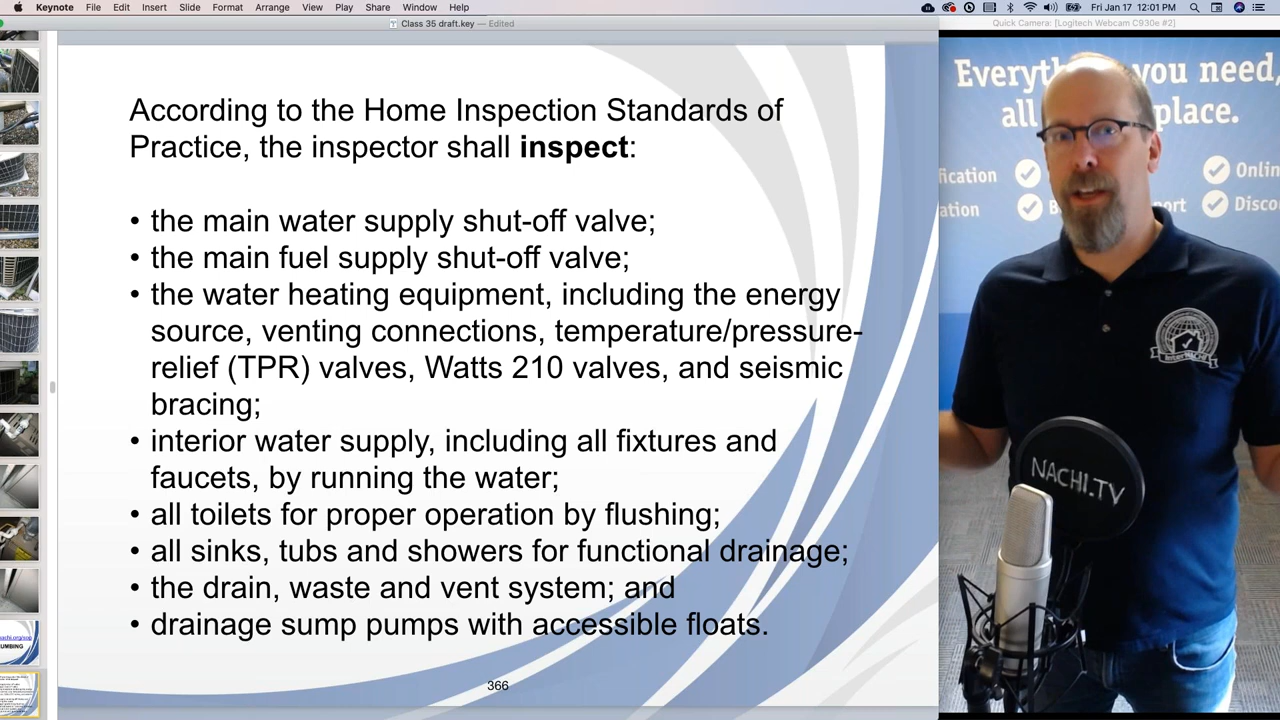 Keynote File Edit Insert Slide Format Arrange View Play Share Window Help Fri Jan 17 12:01 PM
Class 35 draft.key — Edited
Quick Camera: [Logitech Webcam C930e #2]
According to the Home Inspection Standards of
Practice, the inspector shall inspect:
• the main water supply shut-off valve;
• the main fuel supply shut-off valve;
• the water heating equipment, including the energy
source, venting connections, temperature/pressure-
relief (TPR) valves, Watts 210 valves, and seismic
bracing;
• interior water supply, including all fixtures and
faucets, by running the water;
• all toilets for proper operation by flushing;
• all sinks, tubs and showers for functional drainage;
• the drain, waste and vent system; and
• drainage sump pumps with accessible floats.
366
you need,
all place.
NACHI.TV